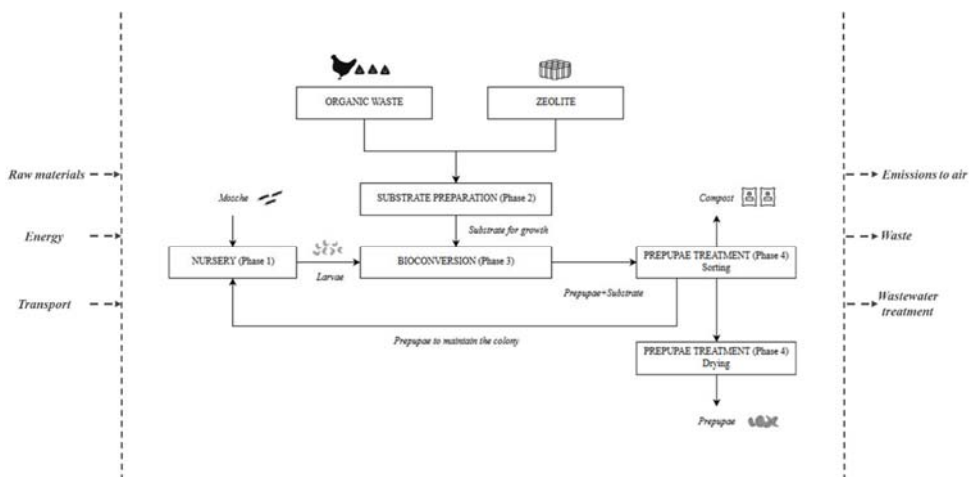 ORGANIC WASTE
ZEOLITE
Raw materials
Emissions to air
Mosche
SUBSTRATE PREPARATION (Phase 2)
Compost
Energy
Substrate for growth
Waste
NURSERY (Phase 1)
Larvae
BIOCONVERSION (Phase 3)
PREPUPAE TREATMENT (Phase 4)
Sorting
Prepupae+Substrate
Transport
Wastewater
treatment
Prepupae to maintain the colony
PREPUPAE TREATMENT (Phase 4)
Drying
Prepupae